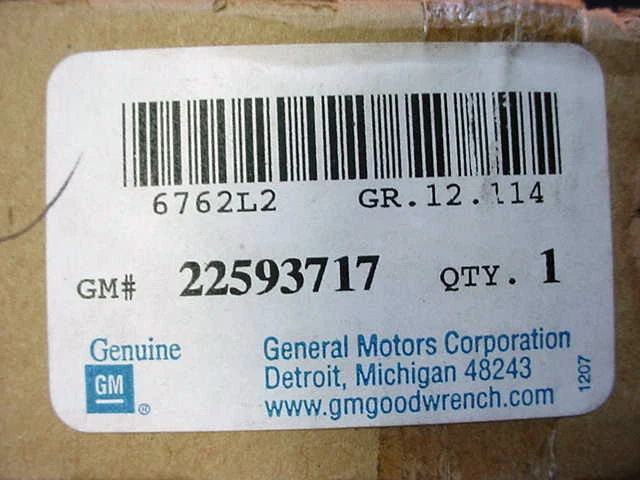 6762L2 GR.12.114
GM# 22593717 QTY. 1
Genuine
GM ®
General Motors Corporation
Detroit, Michigan 48243
www.gmgoodwrench.com
1207